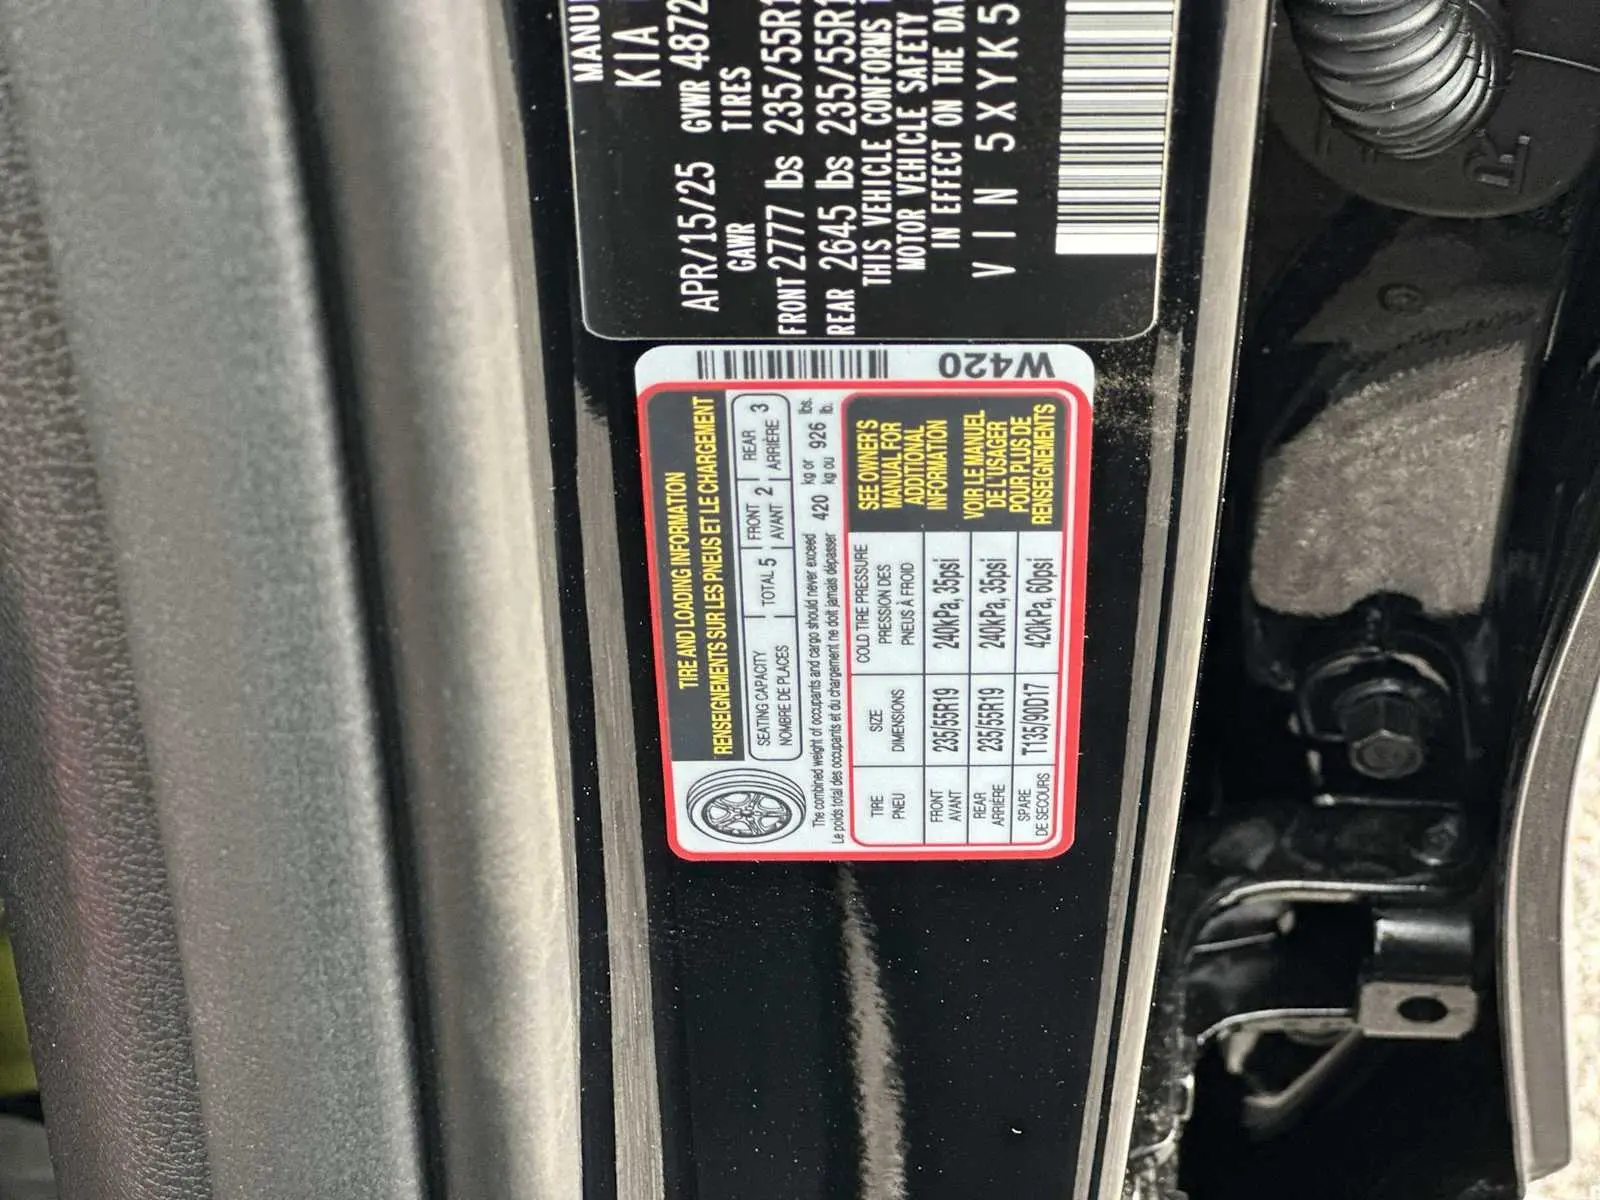 MANU
KIA
APR/15/25 GVWR 4872
GAWR TIRES
FRONT 2777 lbs 235/55R1
REAR 2645 lbs 235/55R1
THIS VEHICLE CONFORMS
MOTOR VEHICLE SAFETY
IN EFFECT ON THE DAT
VIN 5XYK5
W420
TIRE AND LOADING INFORMATION
RENSEIGNEMENTS SUR LES PNEUS ET LE CHARGEMENT
SEATING CAPACITY
NOMBRE DE PLACES
TOTAL 5
FRONT
AVANT
2
REAR
ARRIÈRE
3
The combined weight of occupants and cargo should never exceed 420 kg or 926 lbs.
Le poids total des occupants et du chargement ne doit jamais dépasser kg ou lb.
TIRE
PNEU
SIZE
DIMENSIONS
COLD TIRE PRESSURE
PRESSION DES
PNEUS À FROID
FRONT
AVANT
235/55R19
240kPa, 35psi
REAR
ARRIÈRE
235/55R19
240kPa, 35psi
SPARE
DE SECOURS
T135/90D17
420kPa, 60psi
SEE OWNER'S
MANUAL FOR
ADDITIONAL
INFORMATION
VOIR LE MANUEL
DE L'USAGER
POUR PLUS DE
RENSEIGNEMENTS